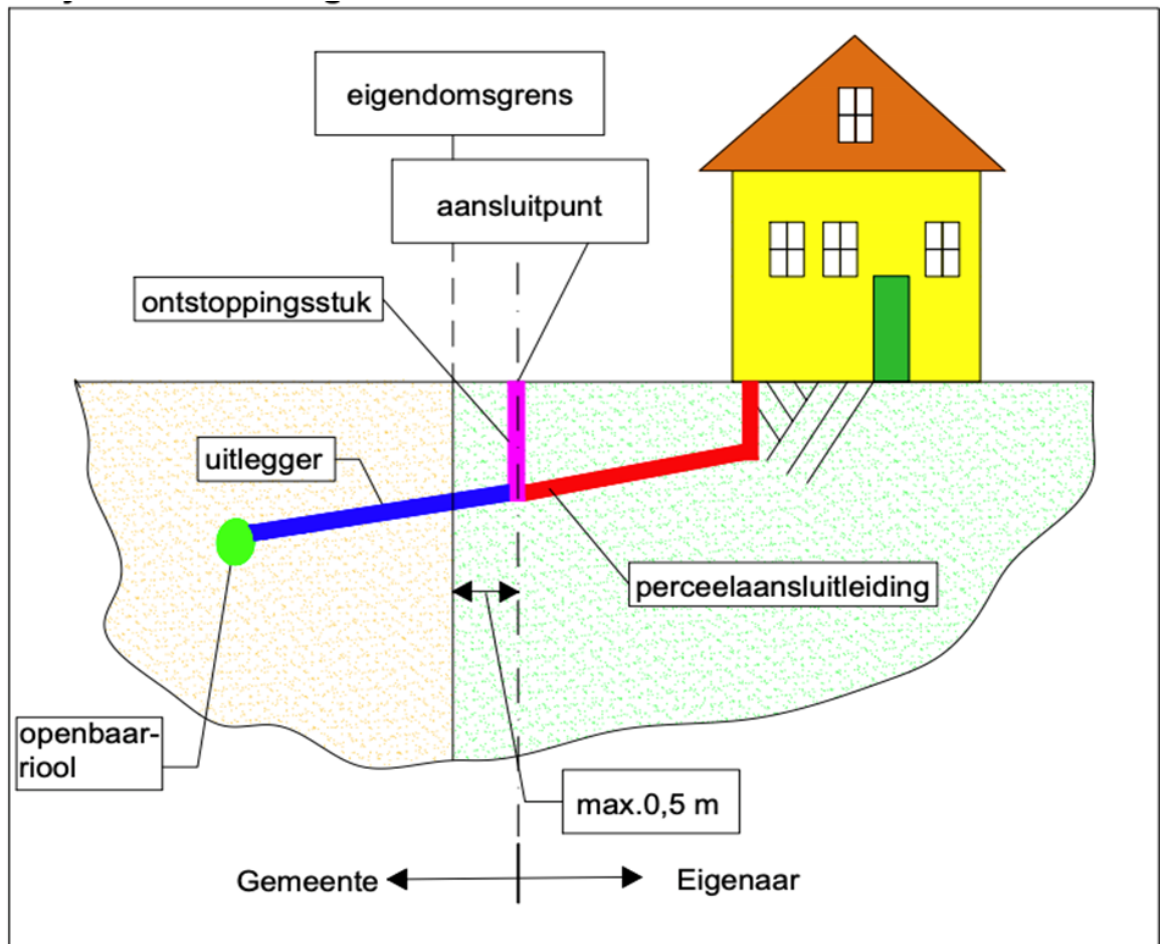 eigendomsgrens
aansluitpunt
ontstoppingsstuk
uitlegger
perceelaansluitleiding
openbaar-
riool
max.0,5 m
Gemeente
Eigenaar